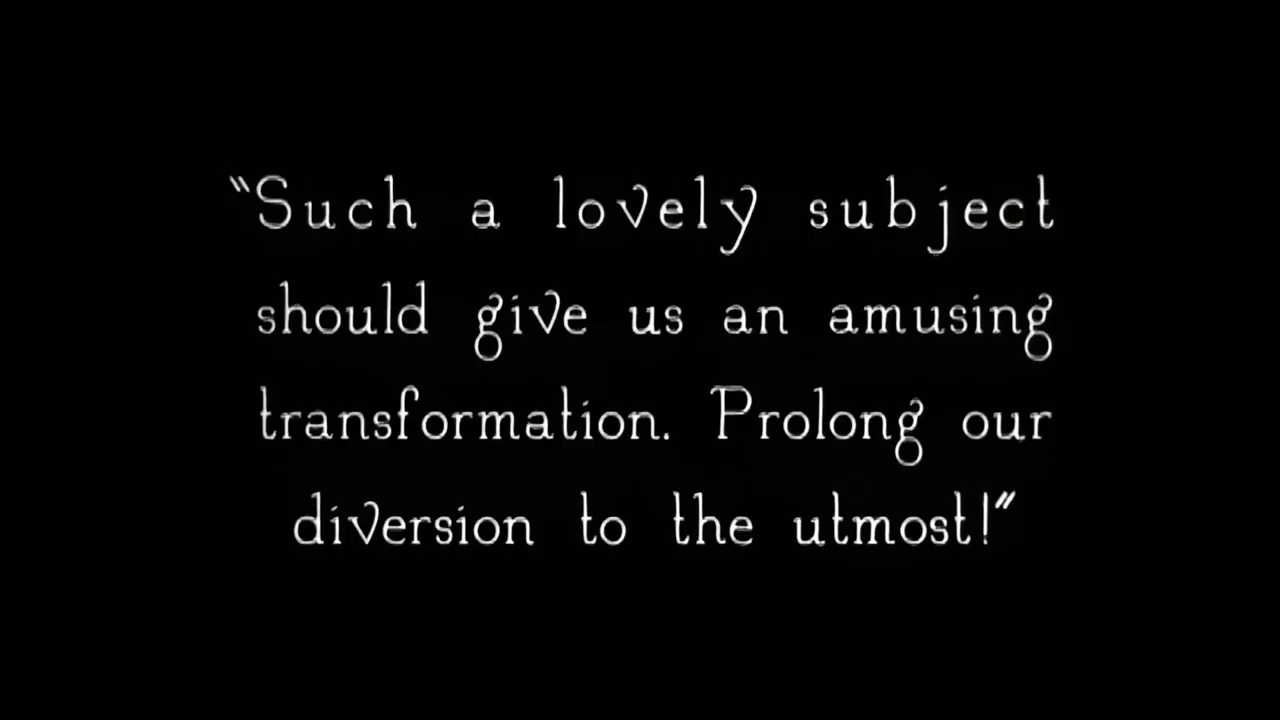 “Such a lovely subject
should give us an amusing
transformation. Prolong our
diversion to the utmost!”